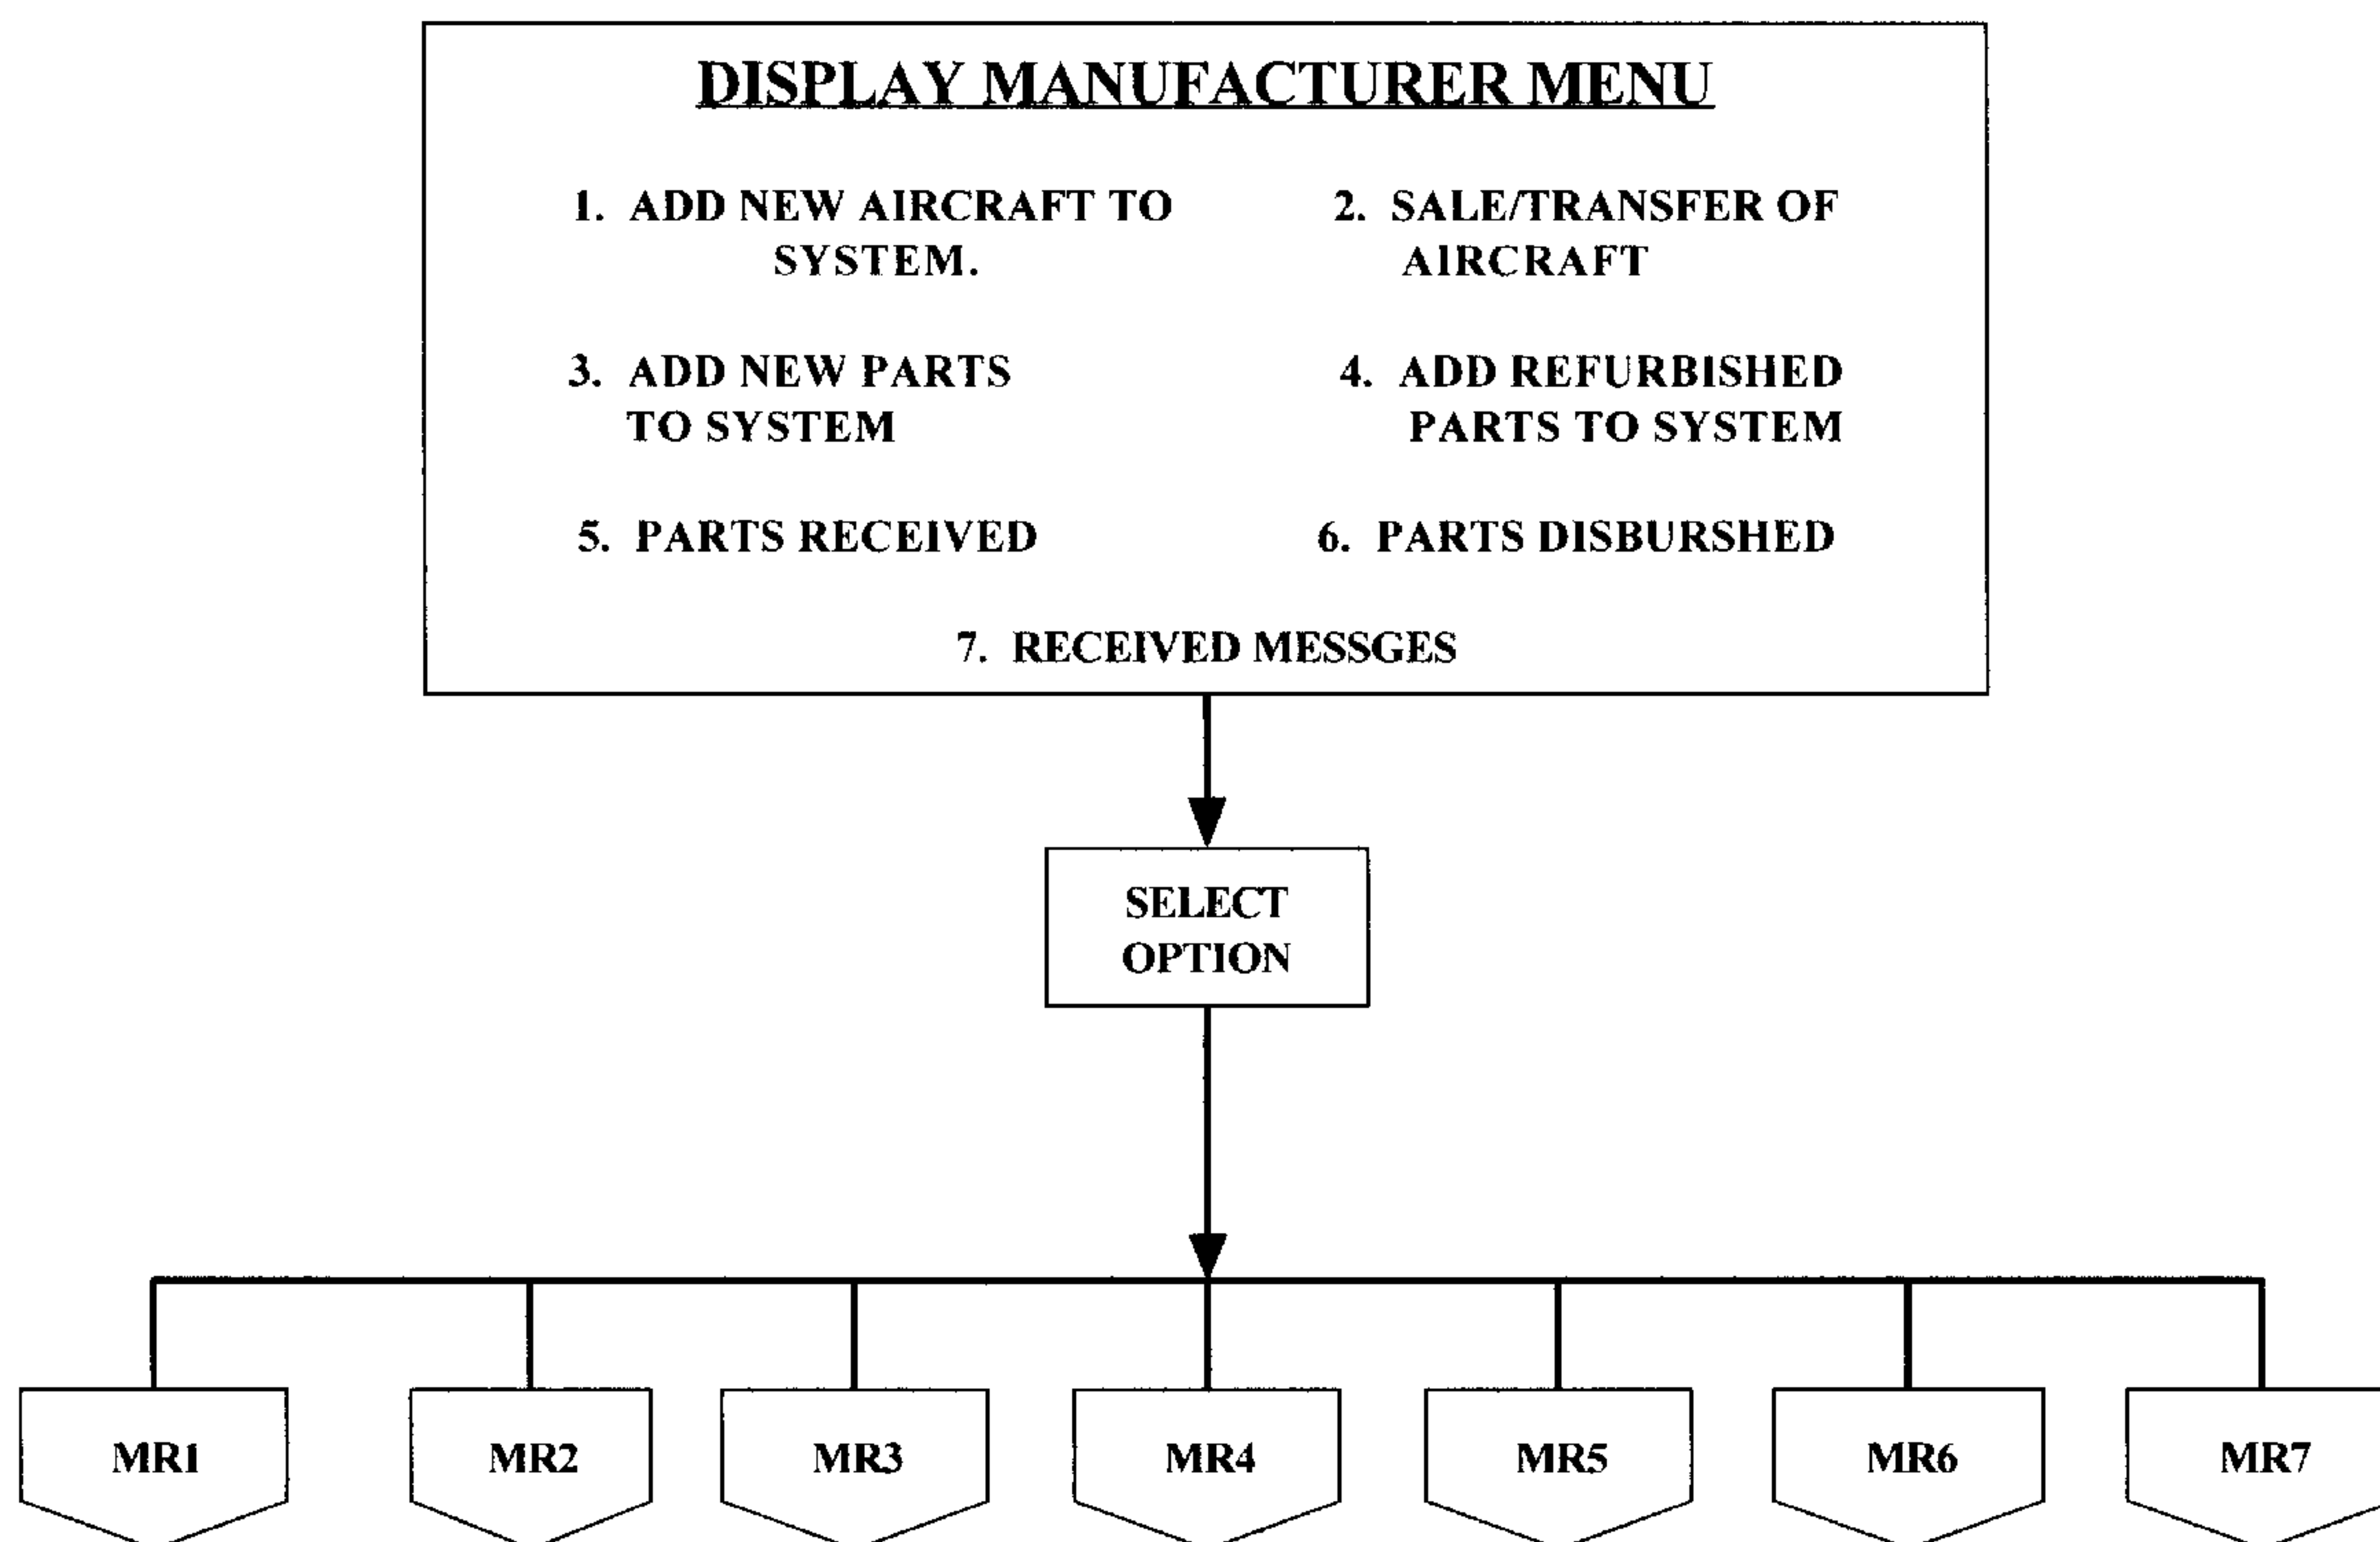 DISPLAY MANUFACTURER MENU
1. ADD NEW AIRCRAFT TO
SYSTEM.
2. SALE/TRANSFER OF
AIRCRAFT
3. ADD NEW PARTS
TO SYSTEM
4. ADD REFURBISHED
PARTS TO SYSTEM
5. PARTS RECEIVED
6. PARTS DISBURSHED
7. RECEIVED MESSGES
SELECT
OPTION
MR1
MR2
MR3
MR4
MR5
MR6
MR7